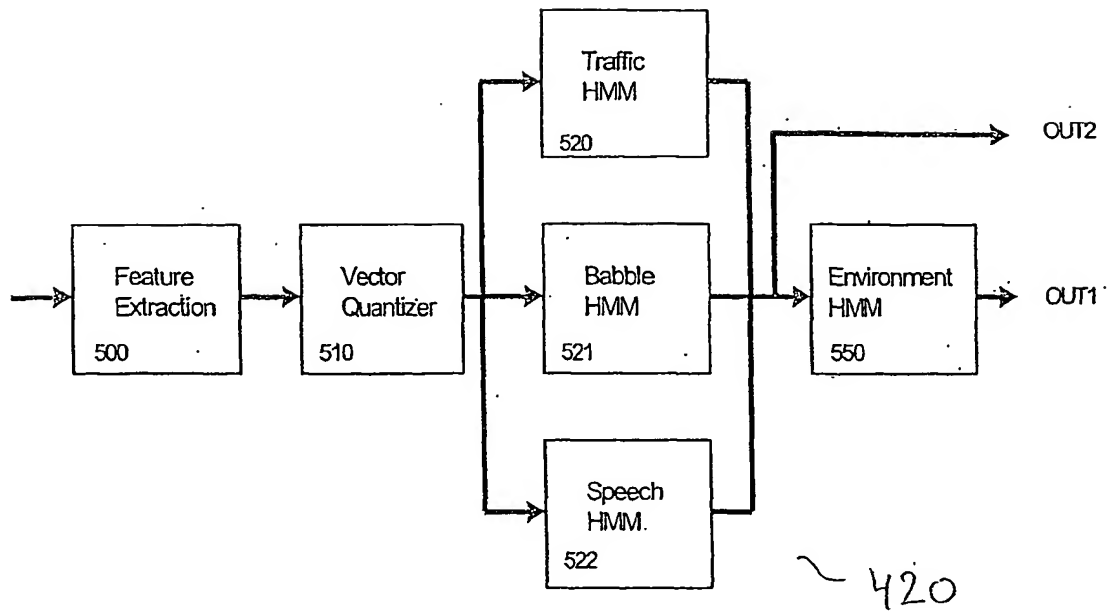 Traffic
HMM
520
OUT2
Feature
Extraction
500
Vector
Quantizer
510
Babble
HMM
521
Environment
HMM
550
OUT1
Speech
HMM.
522
420